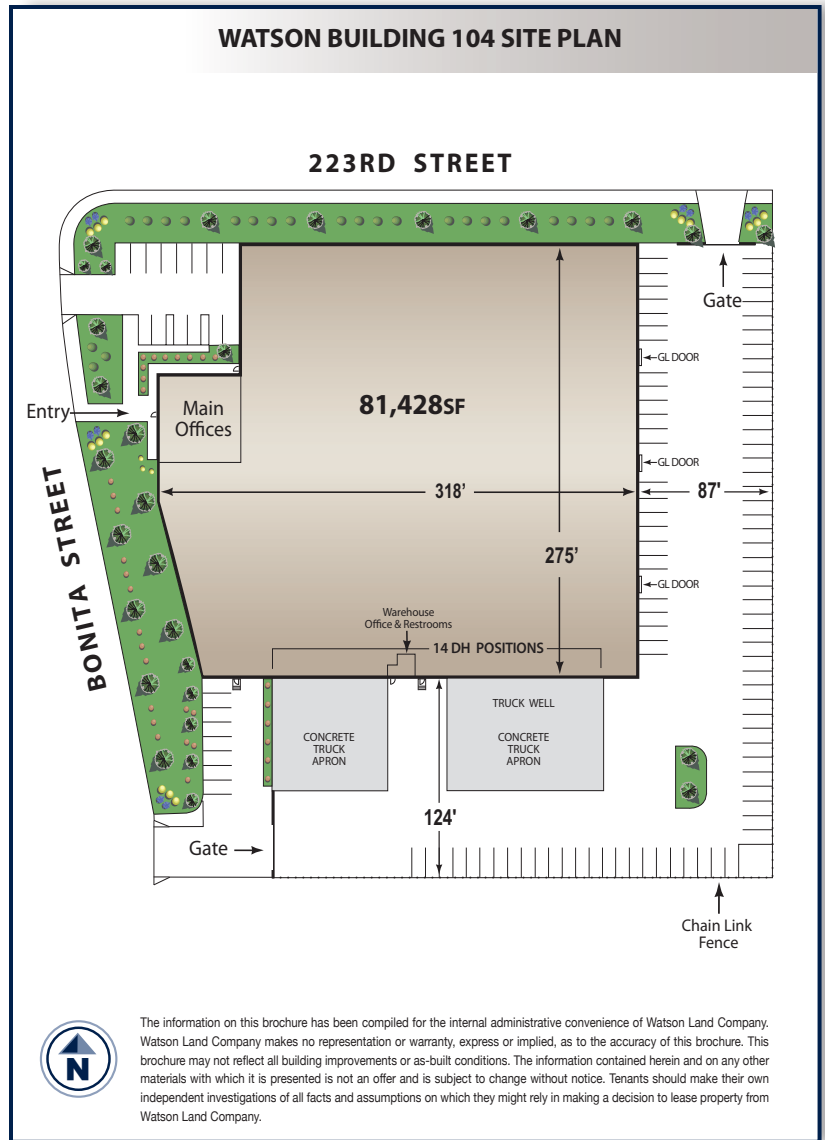 WATSON BUILDING 104 SITE PLAN
223RD STREET
Gate
GL DOOR
Main
Offices
81,428SF
Entry
GL DOOR
318'
87'
BONITA STREET
275'
GL DOOR
Warehouse
Office & Restrooms
14 DH POSITIONS
TRUCK WELL
CONCRETE
TRUCK
APRON
CONCRETE
TRUCK
APRON
124'
Gate
Chain Link
Fence
N
The information on this brochure has been compiled for the internal administrative convenience of Watson Land Company.
Watson Land Company makes no representation or warranty, express or implied, as to the accuracy of this brochure. This
brochure may not reflect all building improvements or as-built conditions. The information contained herein and on any other
materials with which it is presented is not an offer and is subject to change without notice. Tenants should make their own
independent investigations of all facts and assumptions on which they might rely in making a decision to lease property from
Watson Land Company.